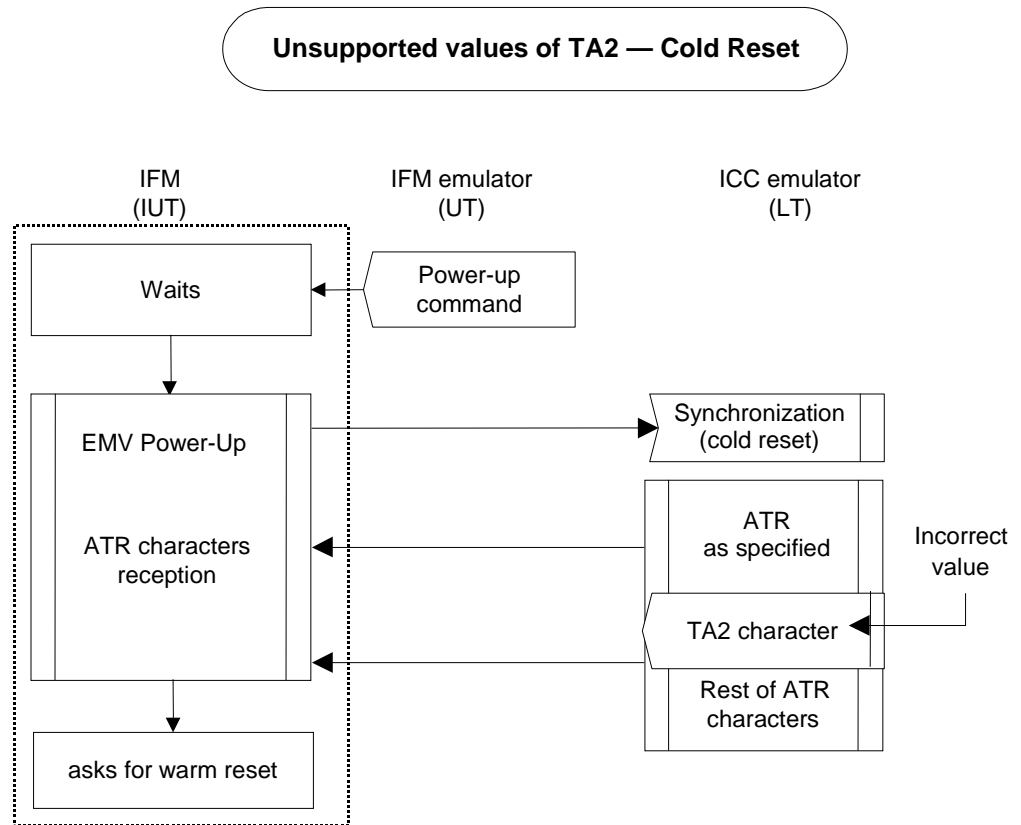 Unsupported values of TA2 — Cold Reset
IFM
(IUT)
IFM emulator
(UT)
ICC emulator
(LT)
Waits
Power-up
command
EMV Power-Up
Synchronization
(cold reset)
ATR characters
reception
ATR
as specified
Incorrect
value
TA2 character
Rest of ATR
characters
asks for warm reset